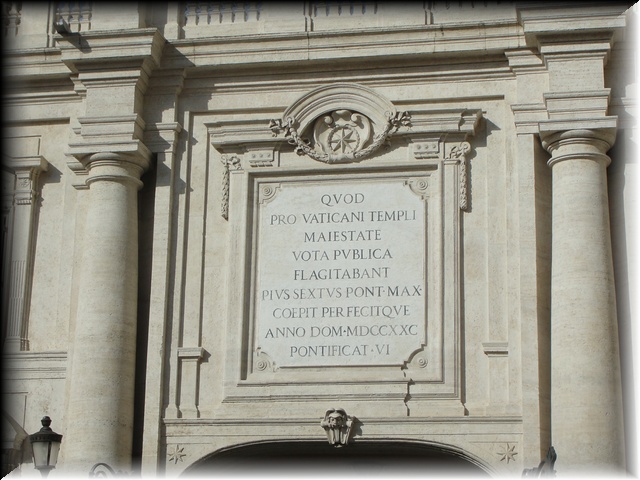 QVOD
PRO VATICANI TEMPLI
MAIESTATE
VOTA PVBLICA
FLAGITABANT
PIVS SEXTVS PONT·MAX·
COEPIT PERFECITQVE
ANNO DOM·MDCCXXC
PONTIFICAT·VI